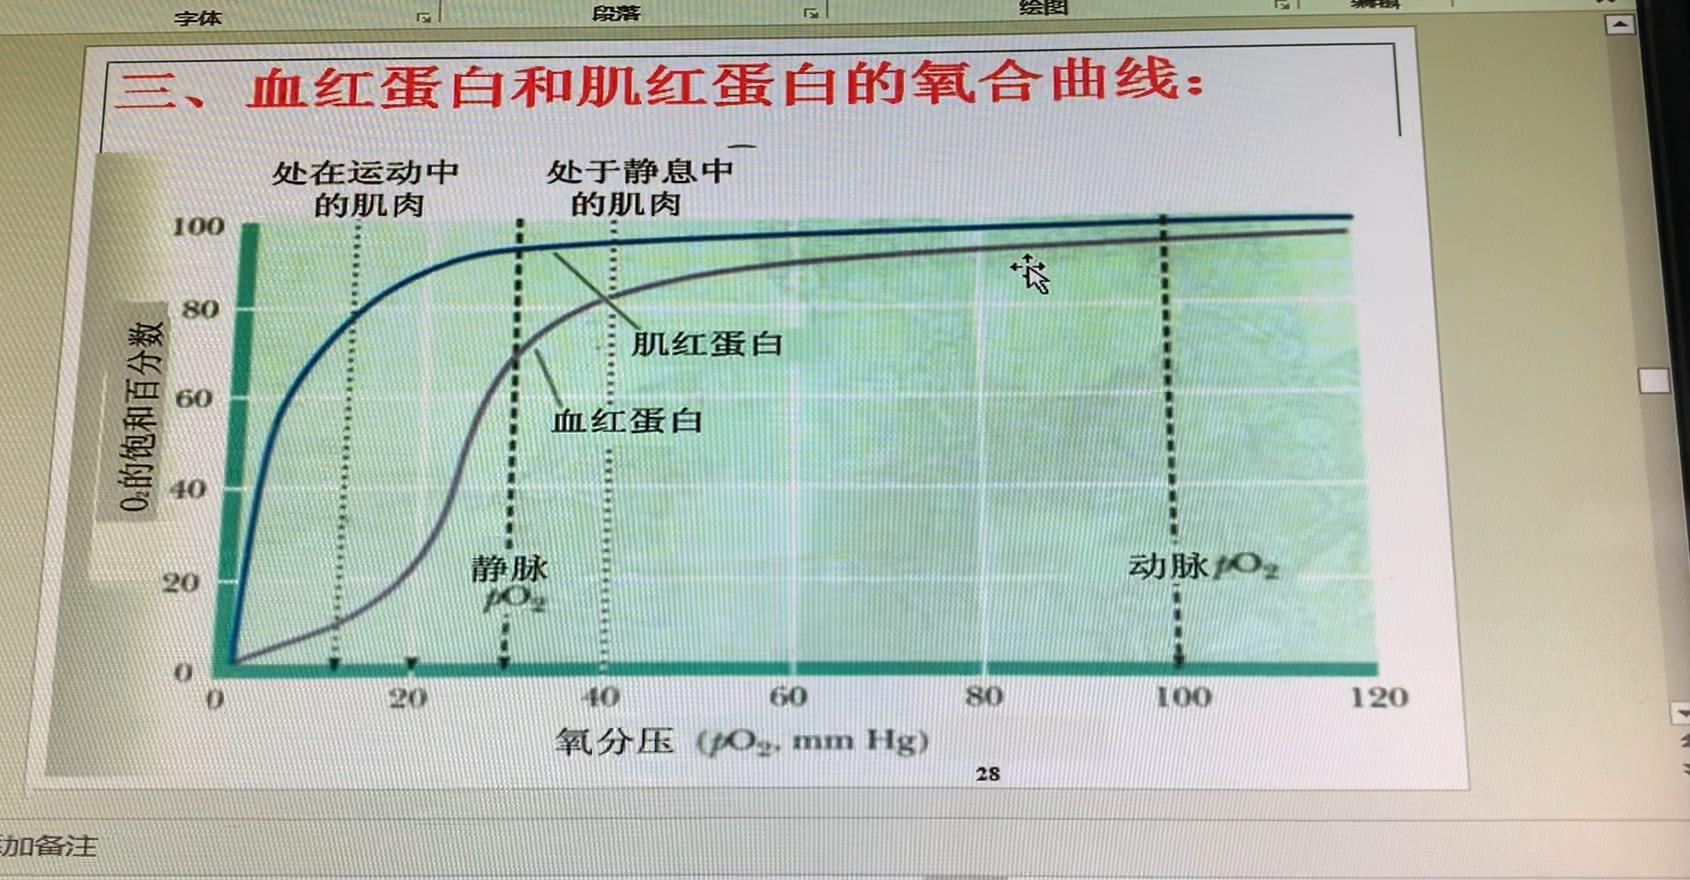 字体
段落
绘图
编辑
三、血红蛋白和肌红蛋白的氧合曲线：
处在运动中
的肌肉
处于静息中
的肌肉
100
80
60
40
20
0
O₂的饱和百分数
肌红蛋白
血红蛋白
静脉
pO₂
动脉pO₂
0 20 40 60 80 100 120
氧分压 (pO₂, mm Hg)
28
加备注